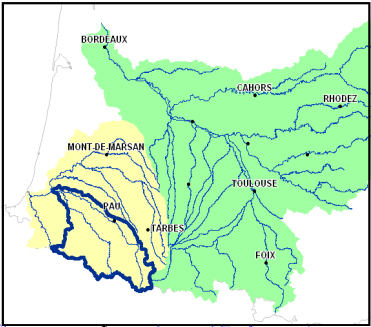 BORDEAUX
CAHORS
RHODEZ
MONT-DE-MARSAN
TOULOUSE
PAU
TARBES
FOIX